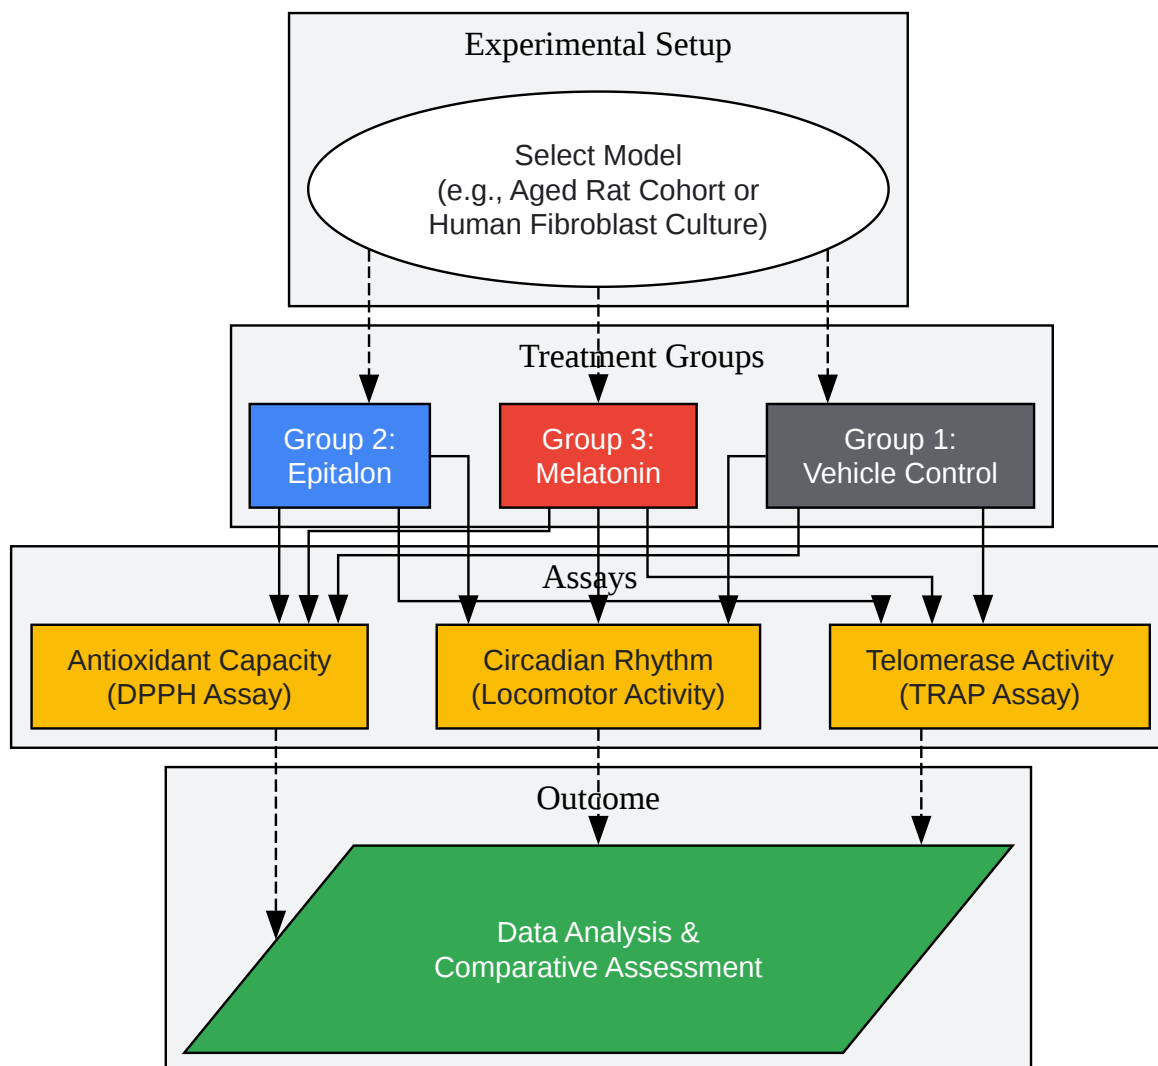 Experimental Setup
Select Model
(e.g., Aged Rat Cohort or
Human Fibroblast Culture)
Treatment Groups
Group 2:
Epitalon
Group 3:
Melatonin
Group 1:
Vehicle Control
Assays
Antioxidant Capacity
(DPPH Assay)
Circadian Rhythm
(Locomotor Activity)
Telomerase Activity
(TRAP Assay)
Outcome
Data Analysis &
Comparative Assessment